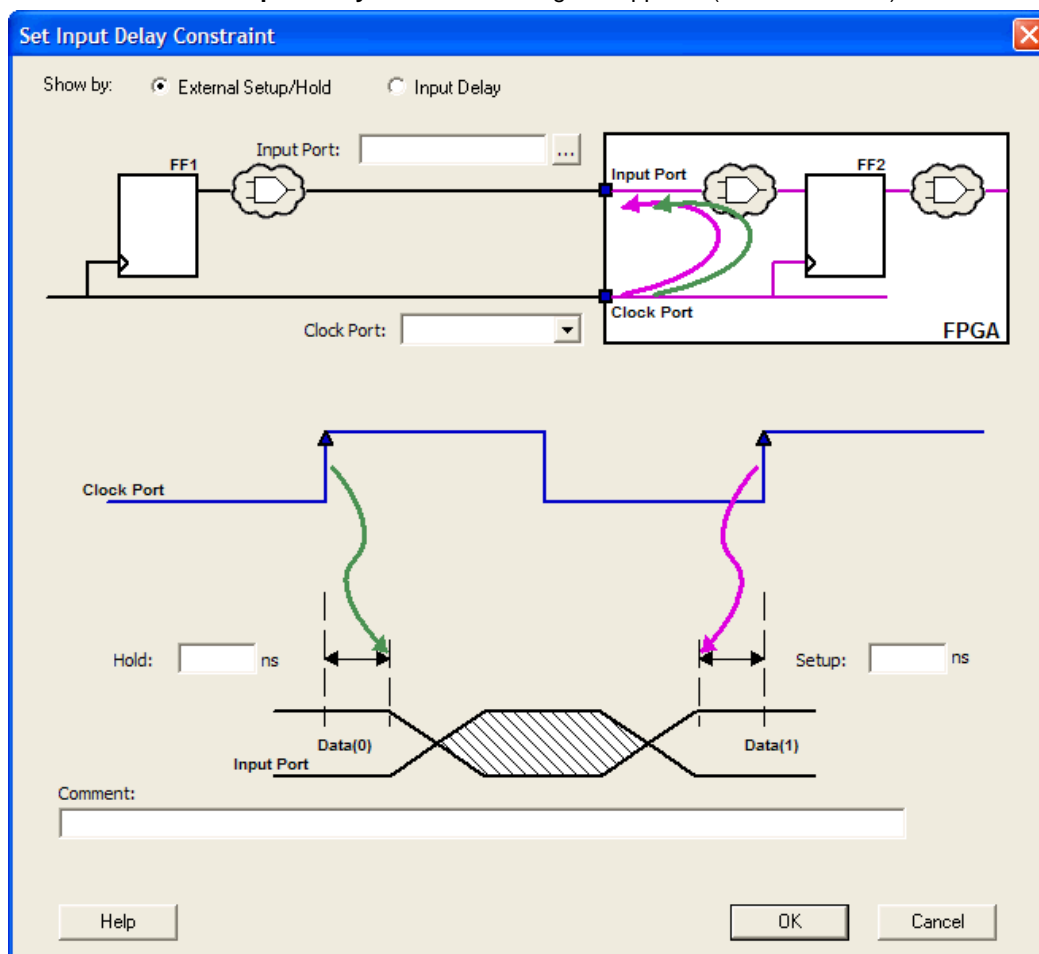 Set Input Delay Constraint
Show by: External Setup/Hold Input Delay
Input Port: ...
FF1
Input Port
FF2
Clock Port
Clock Port:
FPGA
Clock Port
Hold: ns
Setup: ns
Data(0)
Data(1)
Input Port
Comment:
Help
OK
Cancel